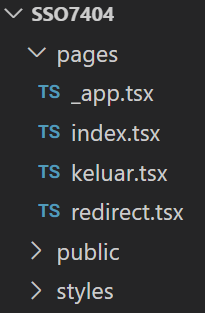 SSO7404
pages
TS _app.tsx
TS index.tsx
TS keluar.tsx
TS redirect.tsx
public
styles